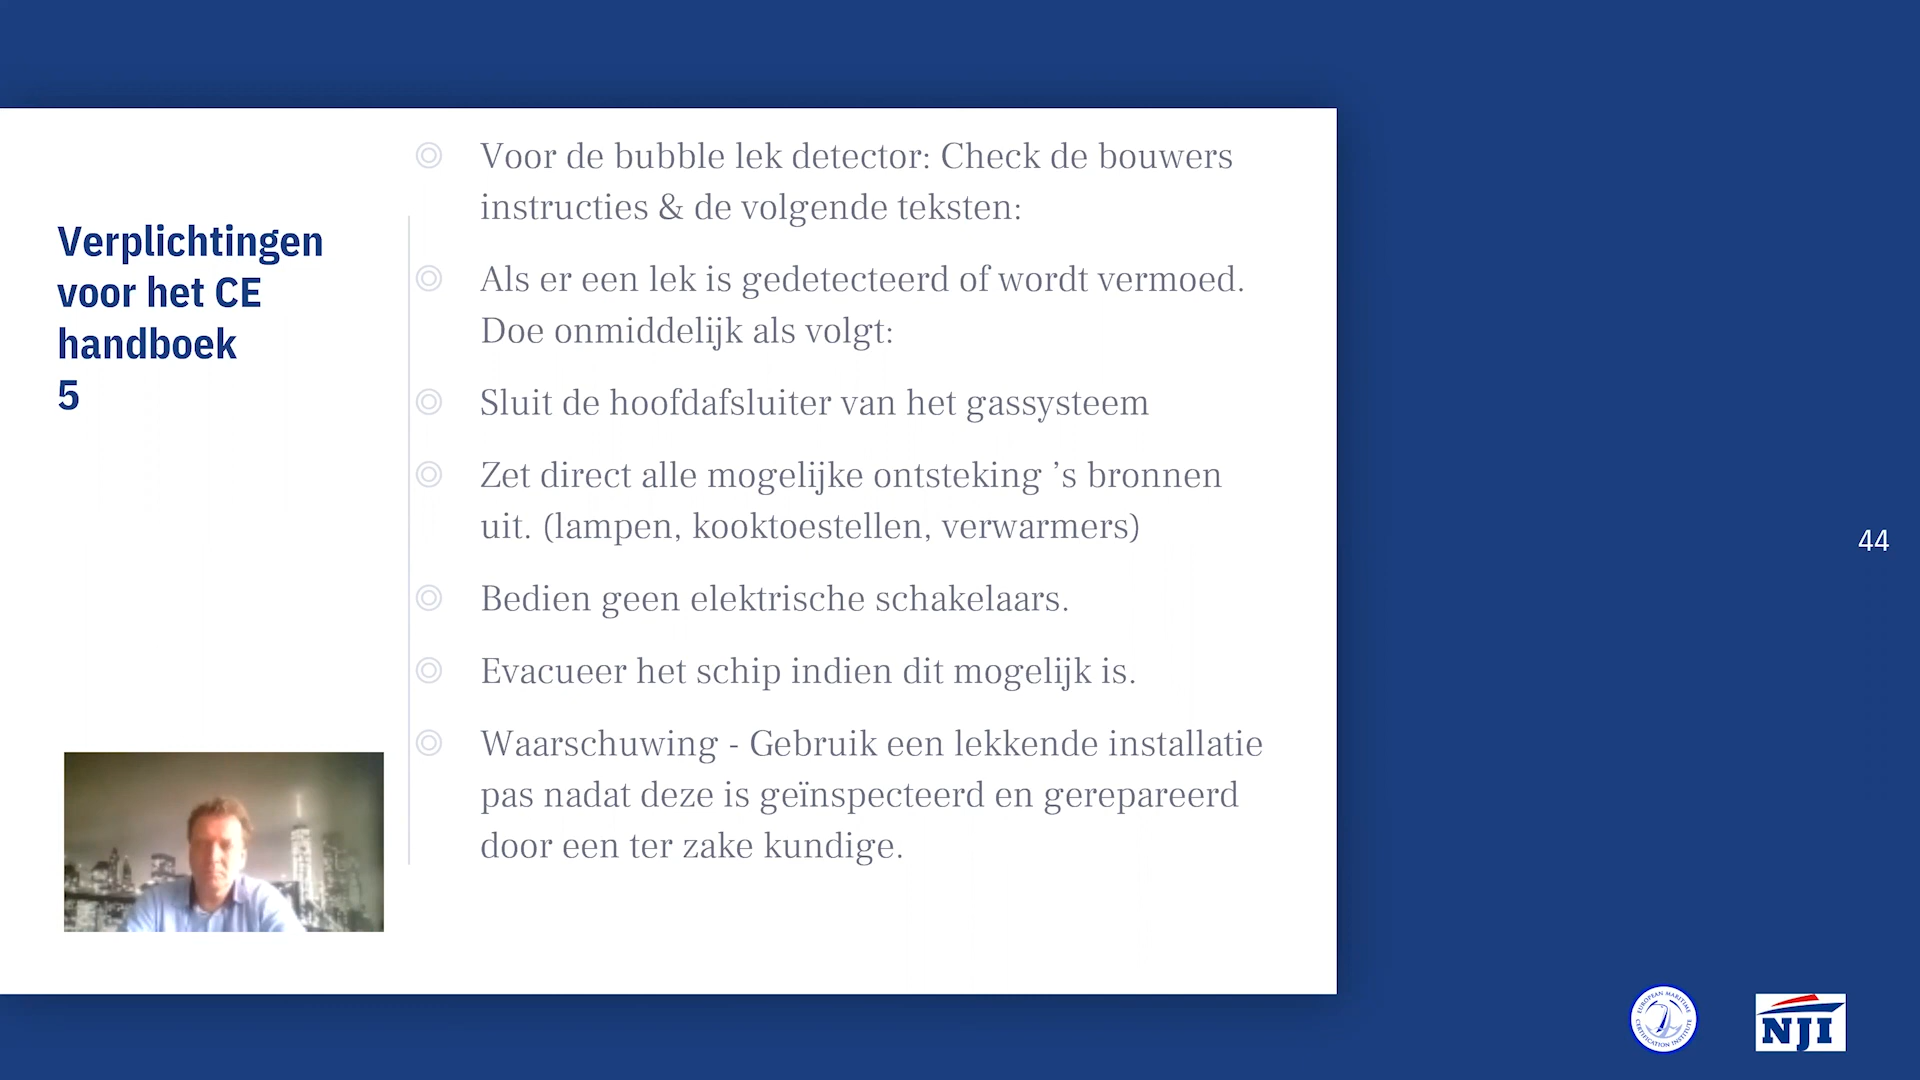 Verplichtingen
voor het CE
handboek
5
Voor de bubble lek detector: Check de bouwers
instructies & de volgende teksten:
Als er een lek is gedetecteerd of wordt vermoed.
Doe onmiddelijk als volgt:
Sluit de hoofdafsluiter van het gassysteem
Zet direct alle mogelijke ontsteking ’s bronnen
uit. (lampen, kooktoestellen, verwarmers)
Bedien geen elektrische schakelaars.
Evacueer het schip indien dit mogelijk is.
Waarschuwing - Gebruik een lekkende installatie
pas nadat deze is geïnspecteerd en gerepareerd
door een ter zake kundige.
44
EUROPEAN MARITIME
CERTIFICATION INSTITUTE
NJI